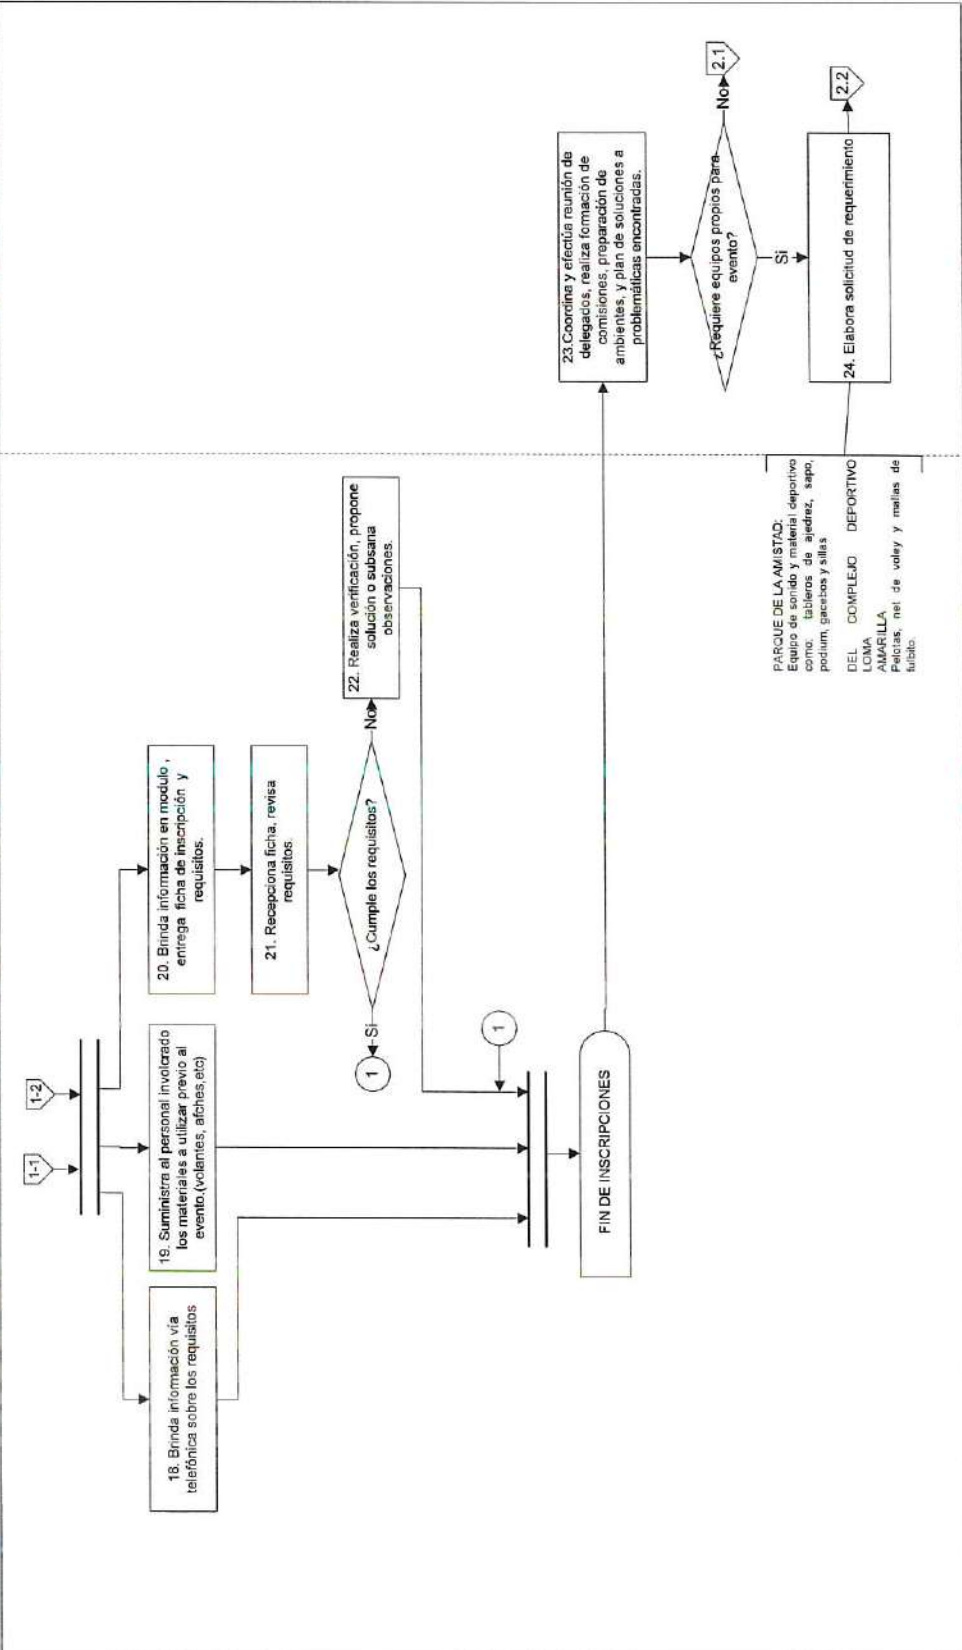 1-1
1-2
18. Brinda información vía
telefónica sobre los requisitos
19. Suministra al personal involcrado
los materiales a utilizar previo al
evento.(volantes, afches,etc)
20. Brinda información en modulo ,
entrega ficha de inscripción y
requisitos.
21. Recepciona ficha, revisa
requisitos.
¿Cumple los requisitos?
Si
1
No
22. Realiza verificación, propone
solución o subsana
observaciones.
1
FIN DE INSCRIPCIONES
23.Coordina y efectúa reunión de
delegados, realiza formación de
comisiones, preparación de
ambientes, y plan de soluciones a
problemáticas encontradas.
¿Requiere equipos propios para
evento?
No
2.1
Si
24. Elabora solicitud de requerimiento
2.2
PARQUE DE LA AMISTAD:
Equipo de sonido y material deportivo
como: tableros de ajedrez, sapo,
podium, gacebos y sillas
DEL COMPLEJO DEPORTIVO
LOMA
AMARILLA
Pelotas, net de voley y mallas de
fulbito.